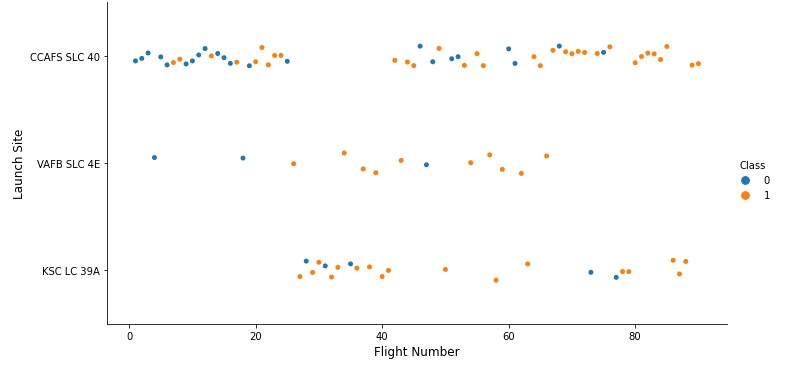 CCAFS SLC 40
VAFB SLC 4E
KSC LC 39A
Launch Site
0 20 40 60 80
Flight Number
Class
0
1